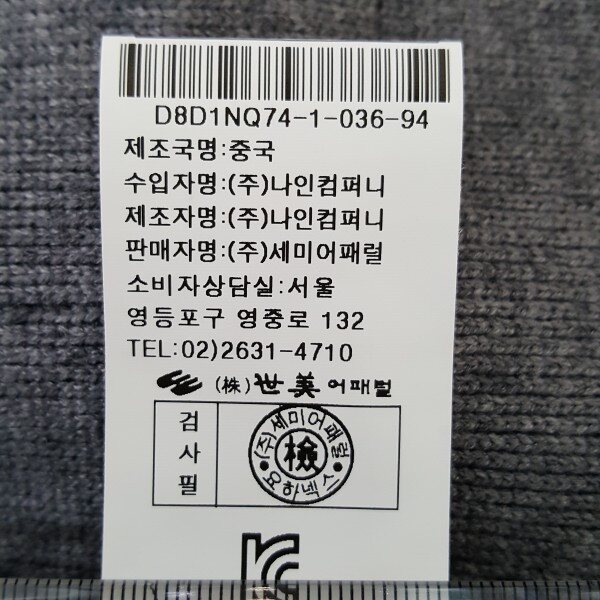 D8D1NQ74-1-036-94
제조국명:중국
수입자명:(주)나인컴퍼니
제조자명:(주)나인컴퍼니
판매자명:(주)세미어패럴
소비자상담실:서울
영등포구 영중로 132
TEL:02)2631-4710
(株)世美어패럴
검사필
(주)세미어패럴
檢
요하넥스